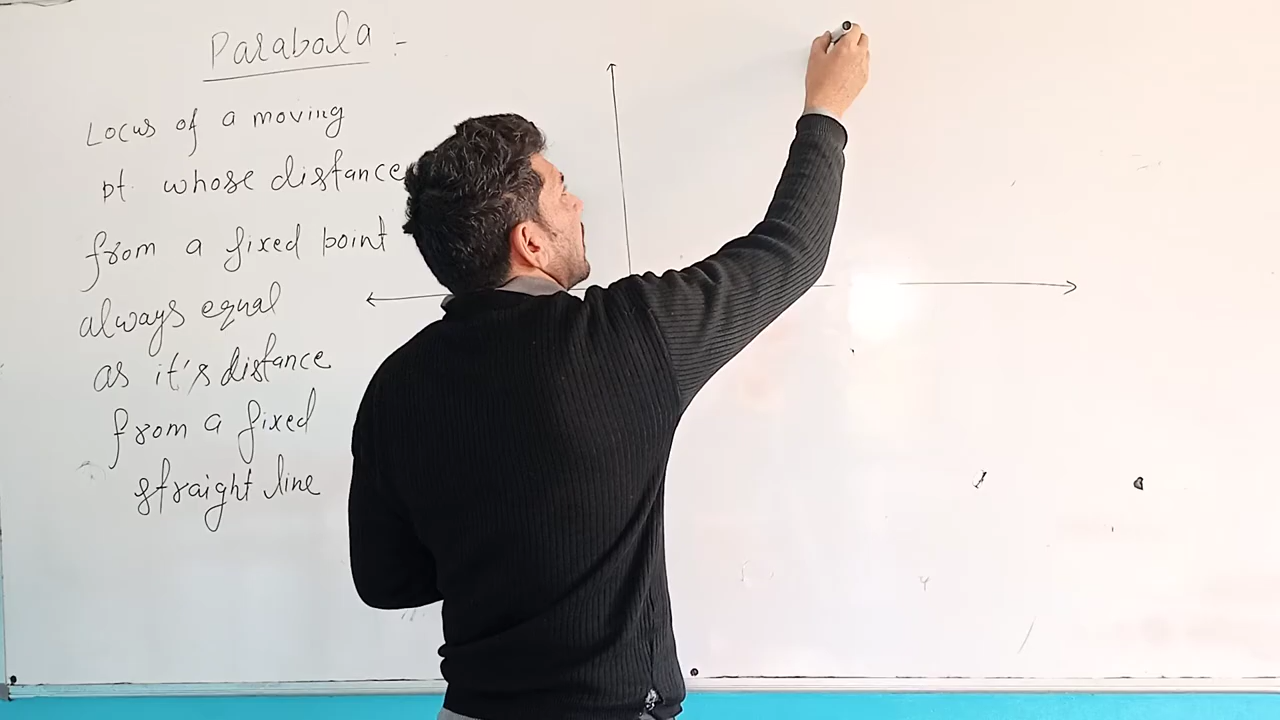 Parabola :-
Locus of a moving
pt. whose distance
from a fixed point
always equal
as it's distance
from a fixed
straight line